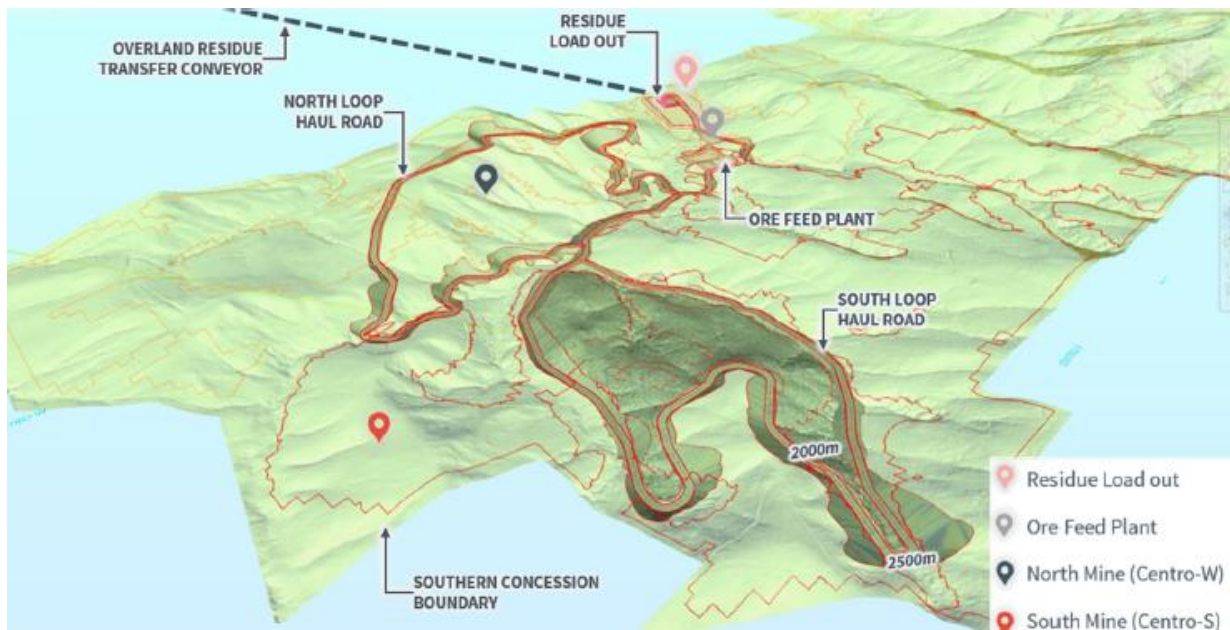 OVERLAND RESIDUE
TRANSFER CONVEYOR
RESIDUE
LOAD OUT
NORTH LOOP
HAUL ROAD
ORE FEED PLANT
SOUTH LOOP
HAUL ROAD
2000m
2500m
SOUTHERN CONCESSION
BOUNDARY
Residue Load out
Ore Feed Plant
North Mine (Centro-W)
South Mine (Centro-S)